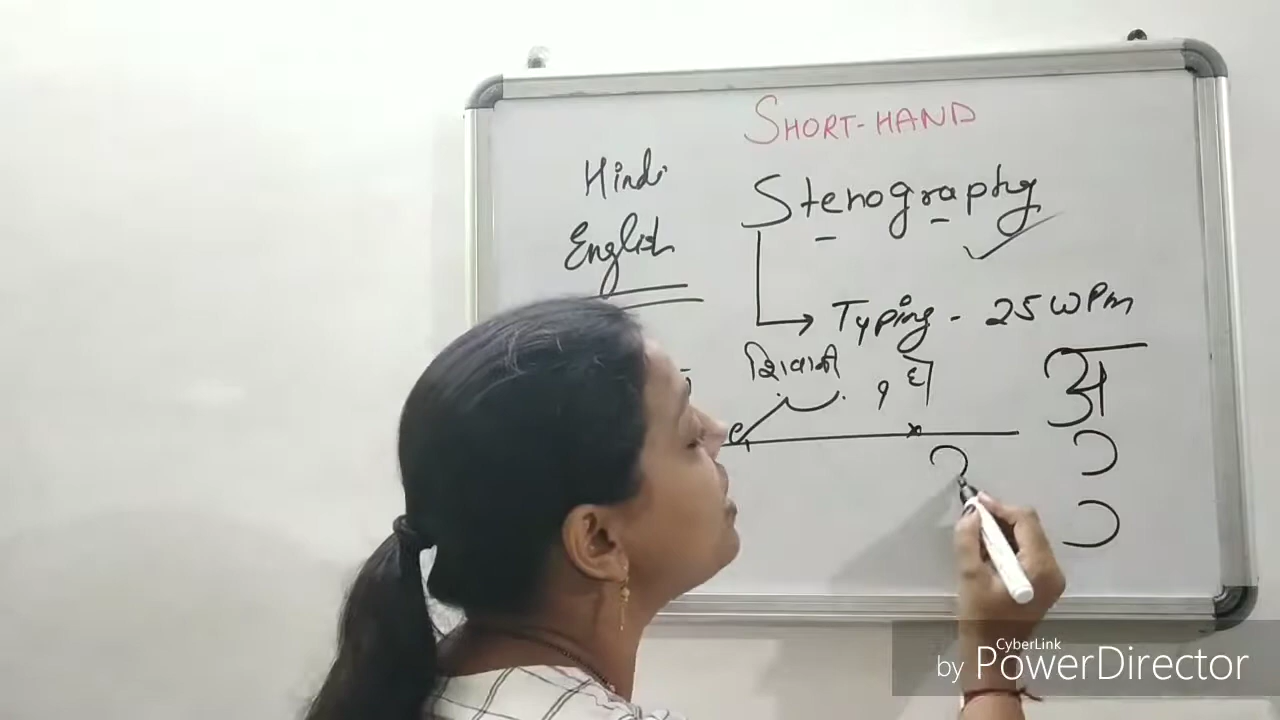 SHORT-HAND
Hindi
Stenography
English
Typing - 25 WPM
शिवानी
अ
CyberLink
by PowerDirector